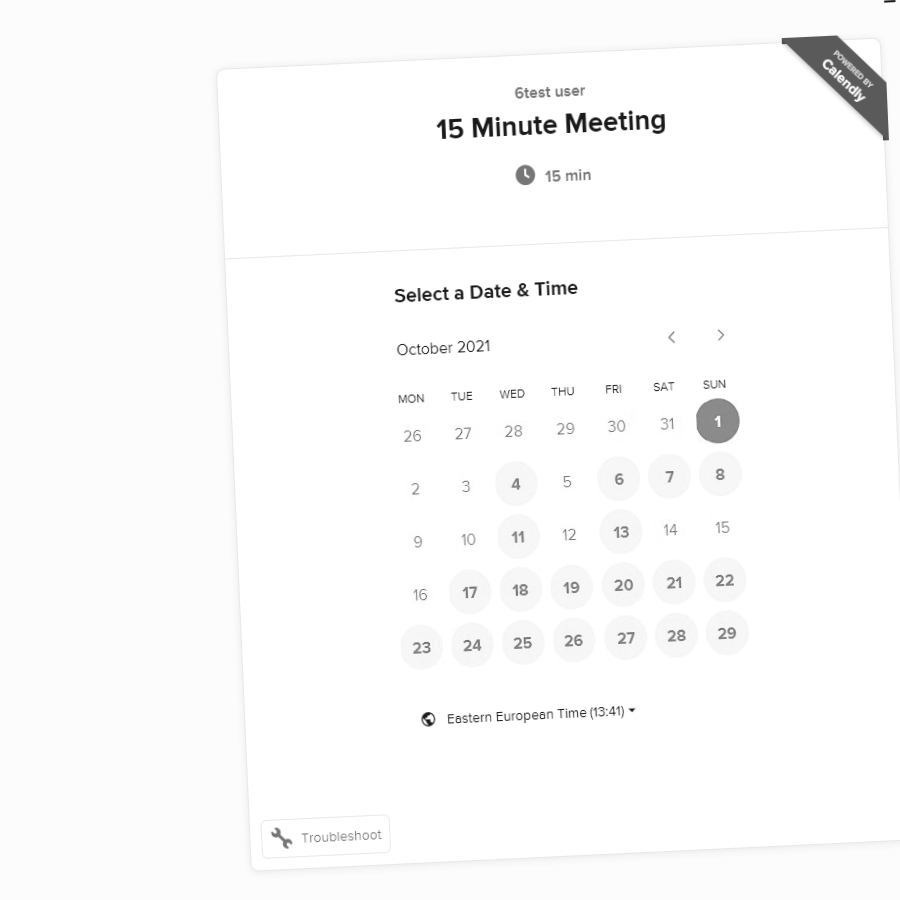 POWERED BY
Calendly
6test user
15 Minute Meeting
15 min
Select a Date & Time
October 2021
MON TUE WED THU FRI SAT SUN
26 27 28 29 30 31 1
2 3 4 5 6 7 8
9 10 11 12 13 14 15
16 17 18 19 20 21 22
23 24 25 26 27 28 29
Eastern European Time (13:41)
Troubleshoot